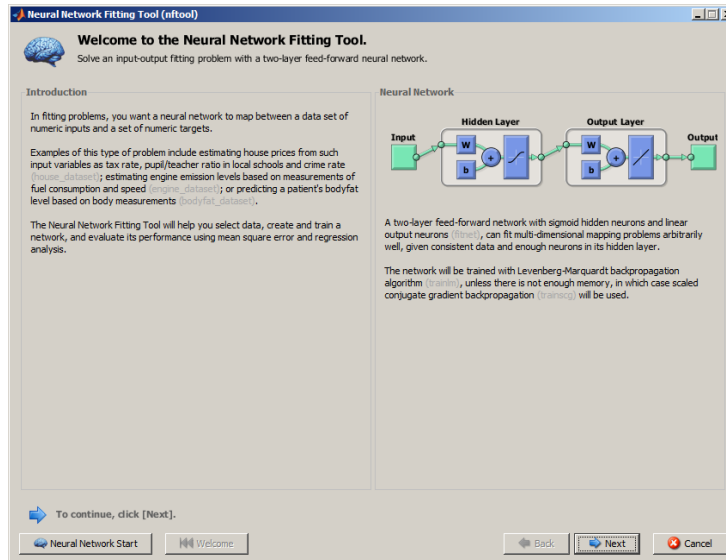 Neural Network Fitting Tool (nftool)
Welcome to the Neural Network Fitting Tool.
Solve an input-output fitting problem with a two-layer feed-forward neural network.
Introduction
In fitting problems, you want a neural network to map between a data set of
numeric inputs and a set of numeric targets.
Examples of this type of problem include estimating house prices from such
input variables as tax rate, pupil/teacher ratio in local schools and crime rate
(house_dataset); estimating engine emission levels based on measurements of
fuel consumption and speed (engine_dataset); or predicting a patient's bodyfat
level based on body measurements (bodyfat_dataset).
The Neural Network Fitting Tool will help you select data, create and train a
network, and evaluate its performance using mean square error and regression
analysis.
Neural Network
Hidden Layer
Output Layer
Input
Output
W
b
+
W
b
+
A two-layer feed-forward network with sigmoid hidden neurons and linear
output neurons (fitnet), can fit multi-dimensional mapping problems arbitrarily
well, given consistent data and enough neurons in its hidden layer.
The network will be trained with Levenberg-Marquardt backpropagation
algorithm (trainlm), unless there is not enough memory, in which case scaled
conjugate gradient backpropagation (trainscg) will be used.
To continue, click [Next].
Neural Network Start
Welcome
Back
Next
Cancel